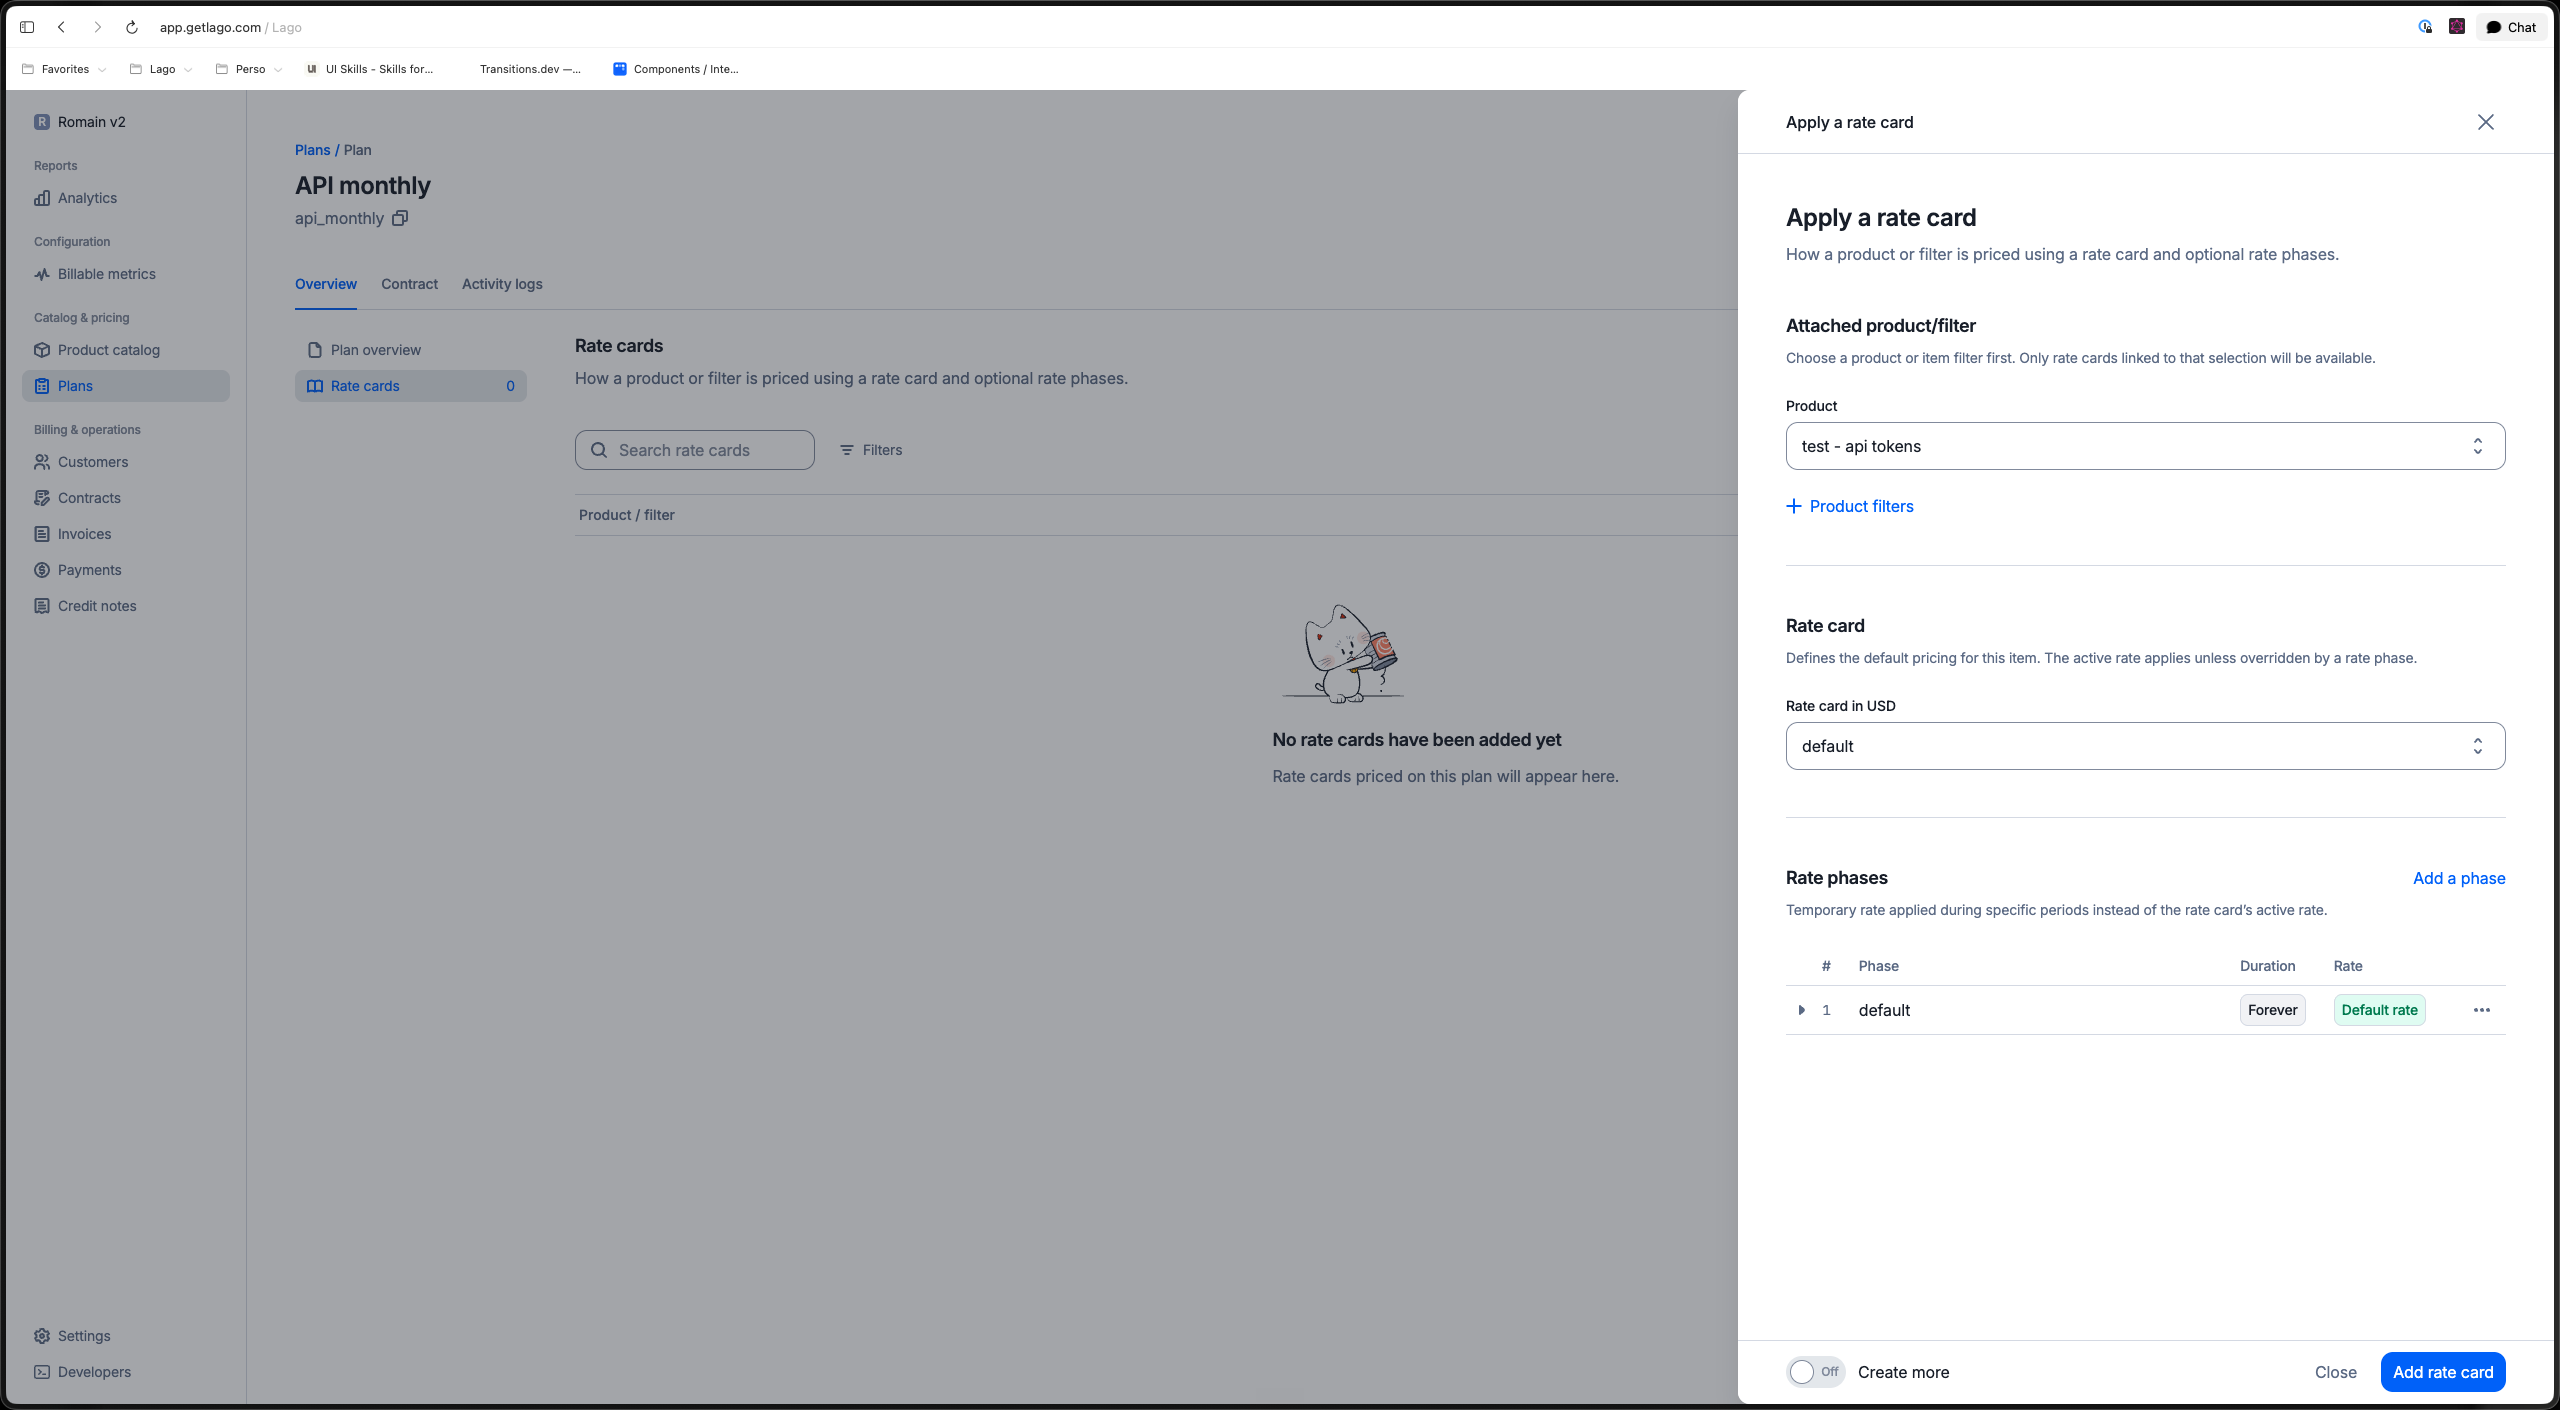 app.getlago.com / Lago
Chat
Favorites
Lago
Perso
UI Skills - Skills for...
Transitions.dev —...
Components / Inte...
R Romain v2
Reports
Analytics
Configuration
Billable metrics
Catalog & pricing
Product catalog
Plans
Billing & operations
Customers
Contracts
Invoices
Payments
Credit notes
Settings
Developers
Plans / Plan
API monthly
api_monthly
Overview
Contract
Activity logs
Plan overview
Rate cards 0
Rate cards
How a product or filter is priced using a rate card and optional rate phases.
Search rate cards
Filters
Product / filter
No rate cards have been added yet
Rate cards priced on this plan will appear here.
Apply a rate card
Apply a rate card
How a product or filter is priced using a rate card and optional rate phases.
Attached product/filter
Choose a product or item filter first. Only rate cards linked to that selection will be available.
Product
test - api tokens
Product filters
Rate card
Defines the default pricing for this item. The active rate applies unless overridden by a rate phase.
Rate card in USD
default
Rate phases
Add a phase
Temporary rate applied during specific periods instead of the rate card’s active rate.
# Phase Duration Rate
1 default Forever Default rate
Off Create more
Close
Add rate card